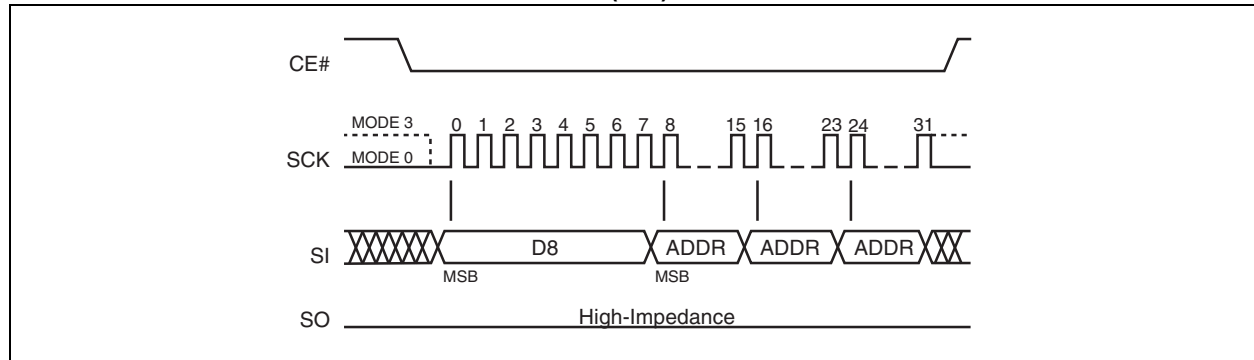 CE#
MODE 3
0 1 2 3 4 5 6 7 8 15 16 23 24 31
SCK MODE 0
SI D8 ADDR ADDR ADDR
MSB MSB
SO High-Impedance